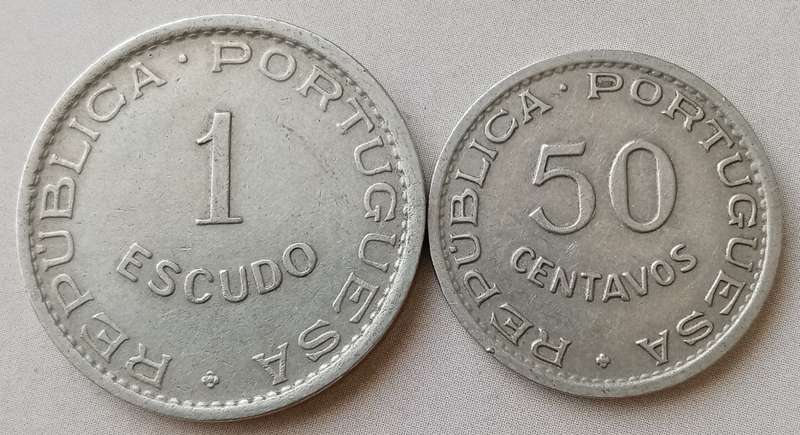 REPÚBLICA · PORTUGUESA
1
ESCUDO
REPÚBLICA · PORTUGUESA
50
CENTAVOS